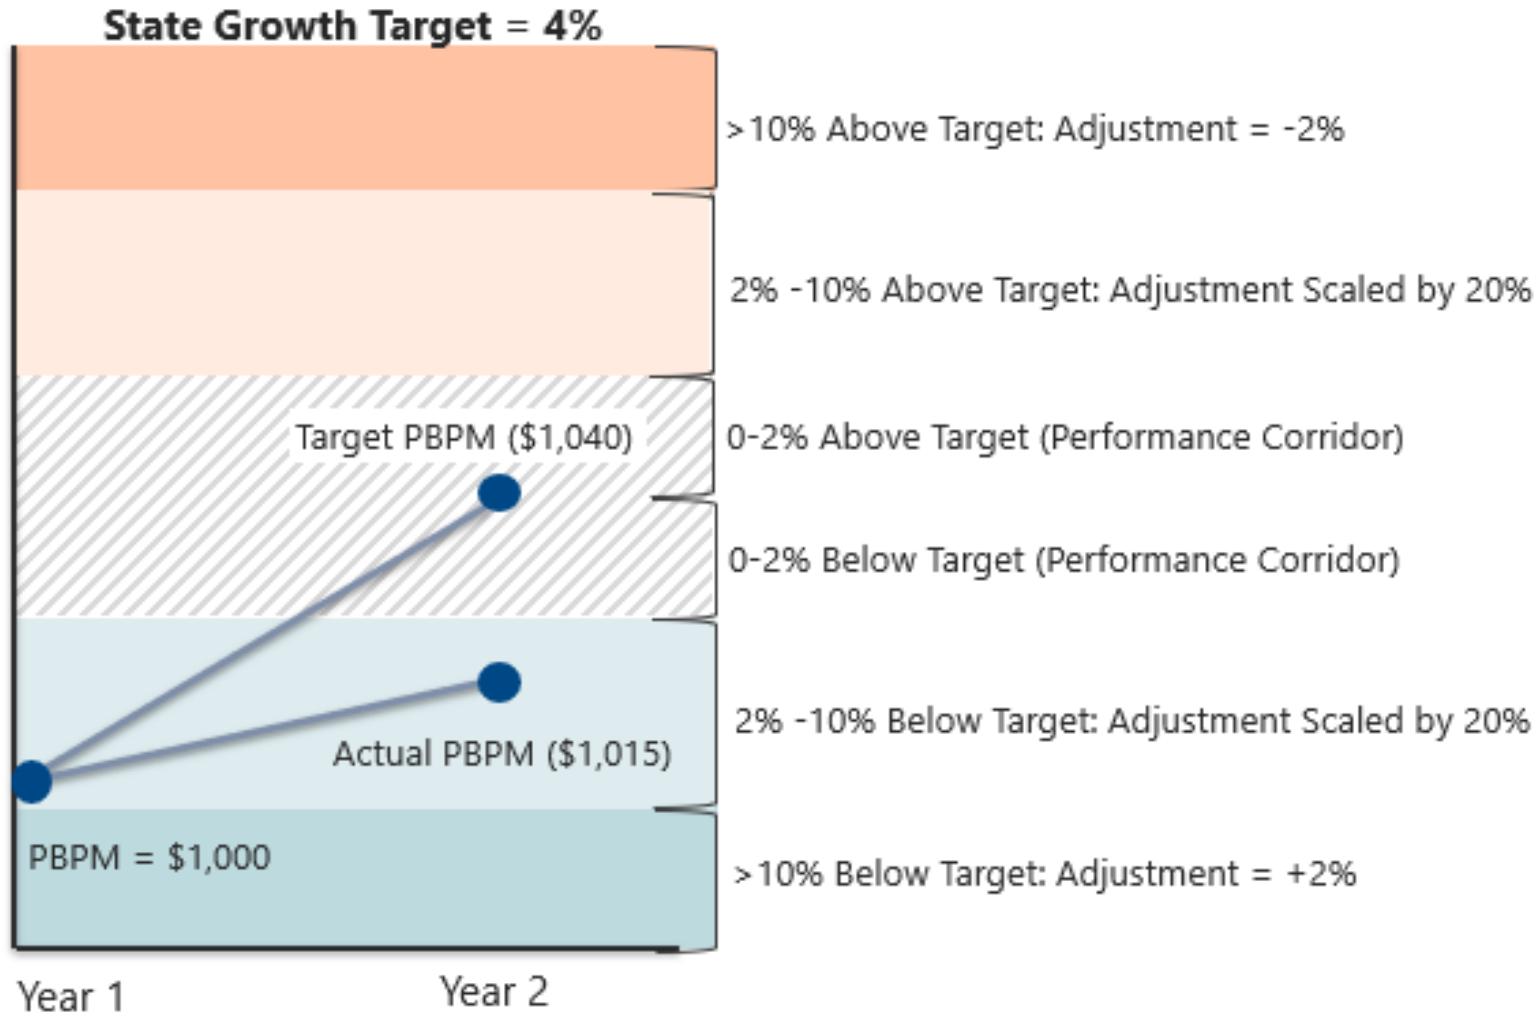 State Growth Target = 4%
>10% Above Target: Adjustment = -2%
2% -10% Above Target: Adjustment Scaled by 20%
Target PBPM ($1,040)
0-2% Above Target (Performance Corridor)
0-2% Below Target (Performance Corridor)
2% -10% Below Target: Adjustment Scaled by 20%
Actual PBPM ($1,015)
PBPM = $1,000
>10% Below Target: Adjustment = +2%
Year 1
Year 2